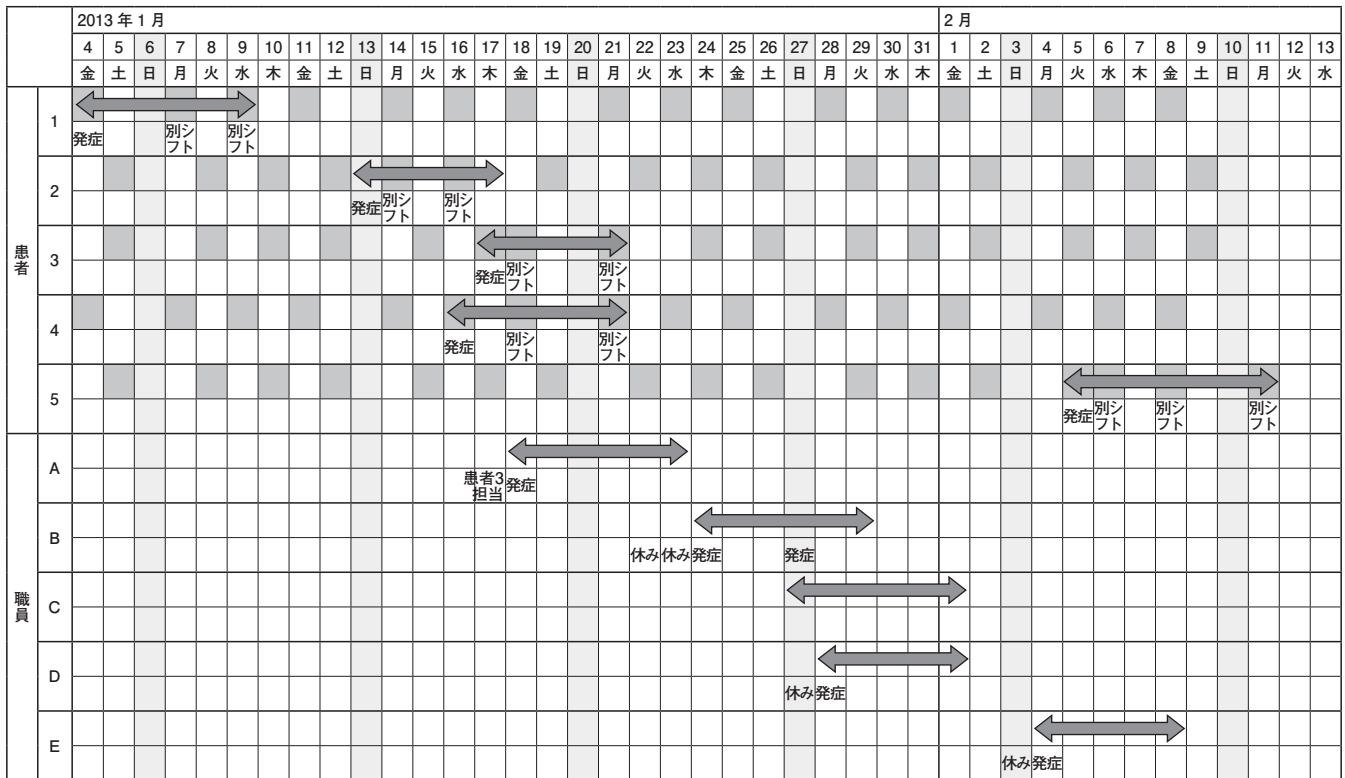 2013 年 1 月 2 月
4 5 6 7 8 9 10 11 12 13 14 15 16 17 18 19 20 21 22 23 24 25 26 27 28 29 30 31 1 2 3 4 5 6 7 8 9 10 11 12 13
金 土 日 月 火 水 木 金 土 日 月 火 水 木 金 土 日 月 火 水 木 金 土 日 月 火 水 木 金 土 日 月 火 水 木 金 土 日 月 火 水
患者
1
発症 別シフト 別シフト
2
発症 別シフト 別シフト
3
発症 別シフト 別シフト
4
発症 別シフト 別シフト
5
発症 別シフト 別シフト 別シフト
職員
A
患者3担当 発症
B
休み 休み 発症 発症
C
D
休み 発症
E
休み 発症